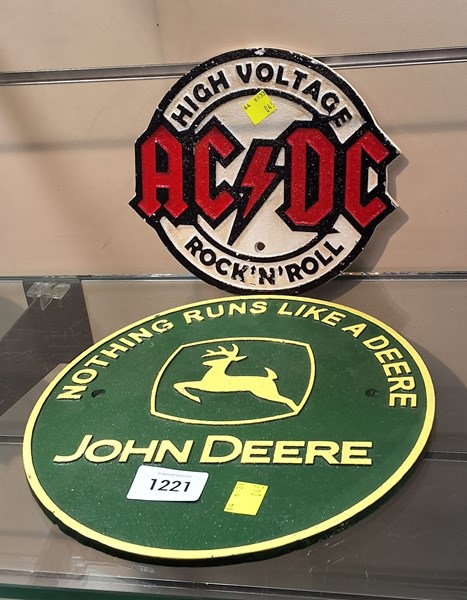 HIGH VOLTAGE
AC DC
ROCK 'N' ROLL
NOTHING RUNS LIKE A DEERE
JOHN DEERE
1221